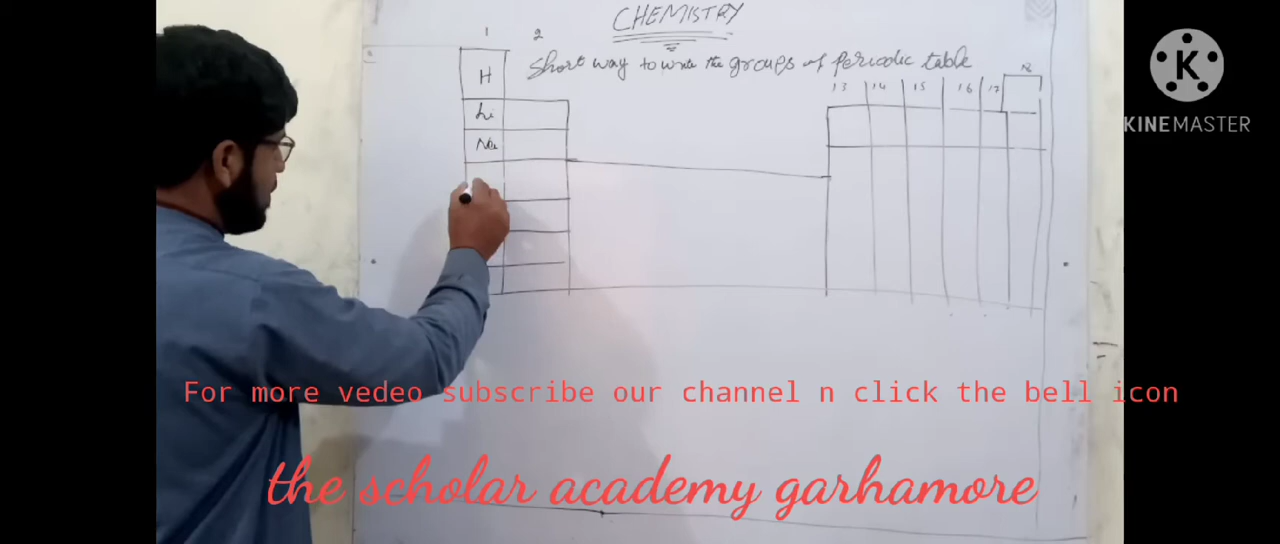 CHEMISTRY
1 2
Short way to write the groups of periodic table
13 14 15 16 17
H
Li
Na
K
KINEMASTER
For more vedeo subscribe our channel n click the bell icon
the scholar academy garhamore